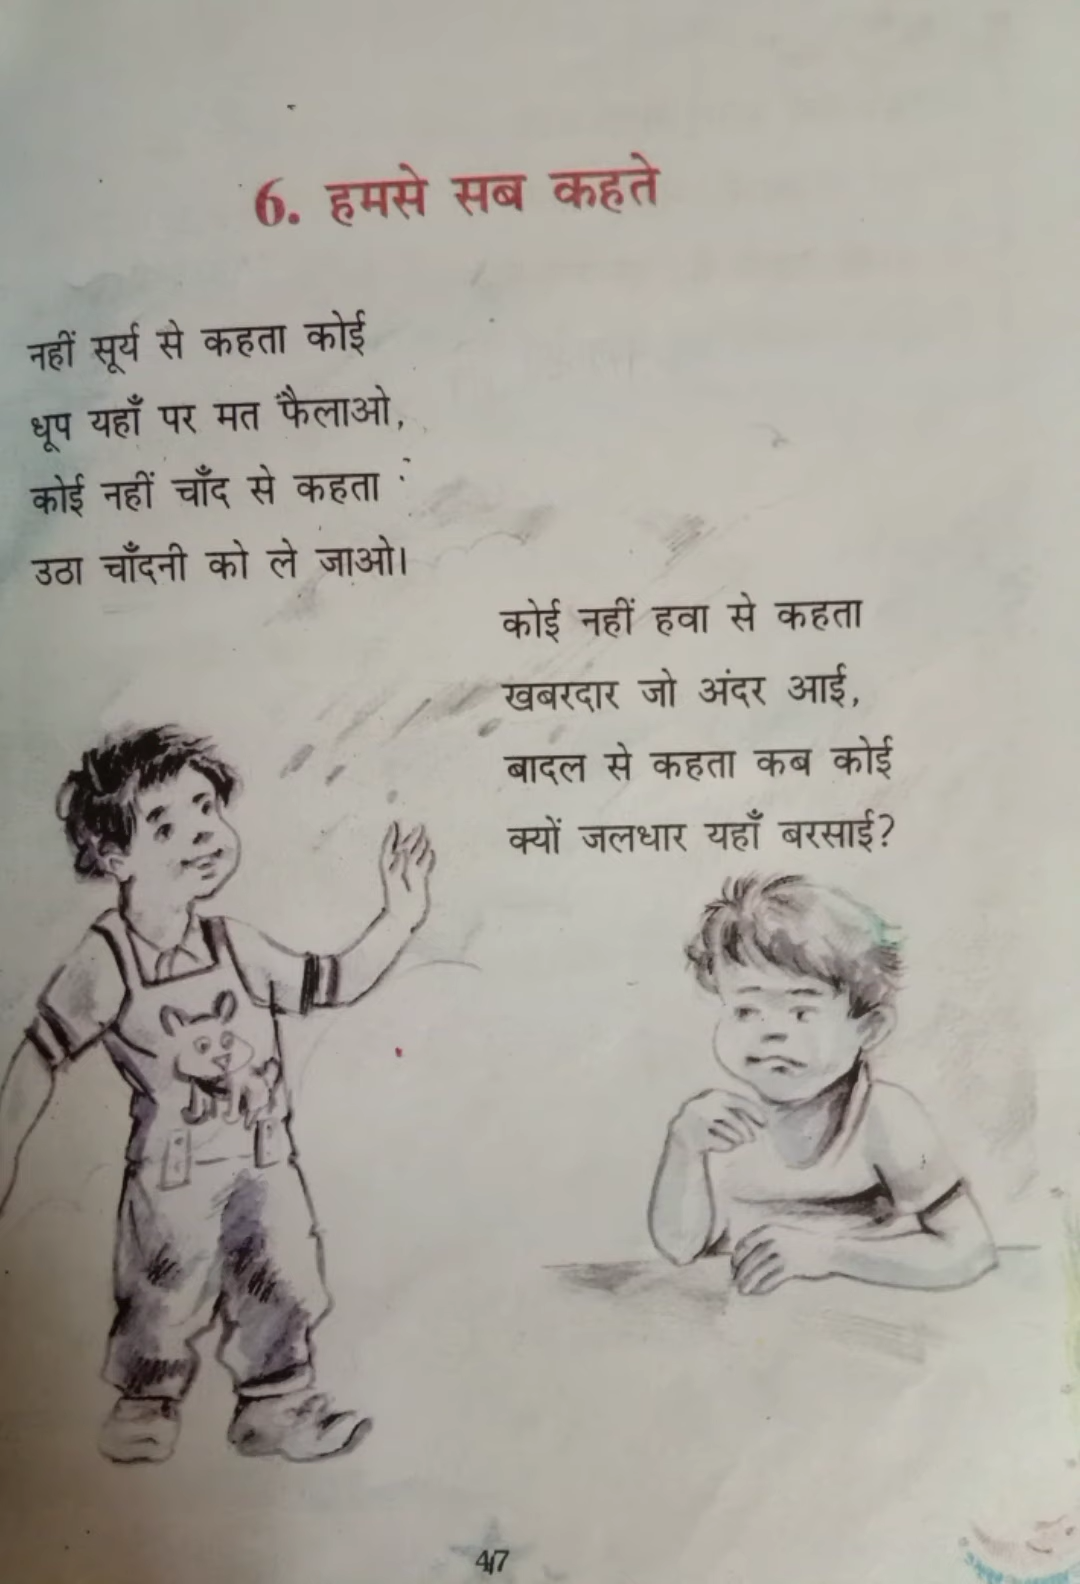 6. हमसे सब कहते
नहीं सूर्य से कहता कोई
धूप यहाँ पर मत फैलाओ,
कोई नहीं चाँद से कहता
उठा चाँदनी को ले जाओ।
कोई नहीं हवा से कहता
खबरदार जो अंदर आई,
बादल से कहता कब कोई
क्यों जलधार यहाँ बरसाई?
47